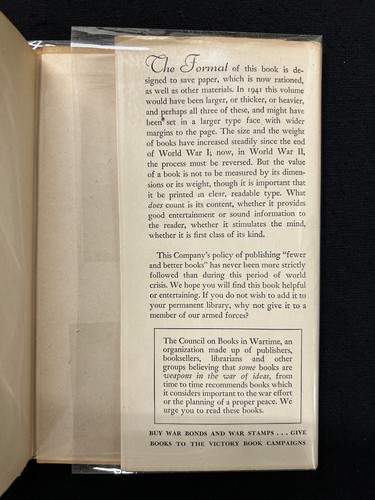 4
The Format of this book is de-
signed to save paper, which is now rationed,
as well as other materials. In 1941 this volume
would have been larger, or thicker, or heavier,
and perhaps all three of these, and might have
been set in a larger type face with wider
margins to the page. The size and the weight
of books have increased steadily since the end
of World War I; now, in World War II,
the process must be reversed. But the value
of a book is not to be measured by its dimen-
sions or its weight, though it is important that
it be printed in clear, readable type. What
does count is its content, whether it provides
good entertainment or sound information to the
reader, whether it stimulates the mind,
whether it is first class of its kind.
This Company's policy of publishing "fewer
and better books" has never been more strictly
followed than during this period of world
crisis. We hope you will find this book helpful
or entertaining. If you do not wish to add it to
your permanent library, why not give it to a
member of our armed forces?
The Council on Books in Wartime, an
organization made up of publishers,
booksellers, librarians and other
groups believing that some books are
weapons in the war of ideas, from
time to time recommends books which
it considers important to the war effort
or the planning of a proper peace. We
urge you to read these books.
BUY WAR BONDS AND WAR STAMPS . . . GIVE
BOOKS TO THE VICTORY BOOK CAMPAIGNS